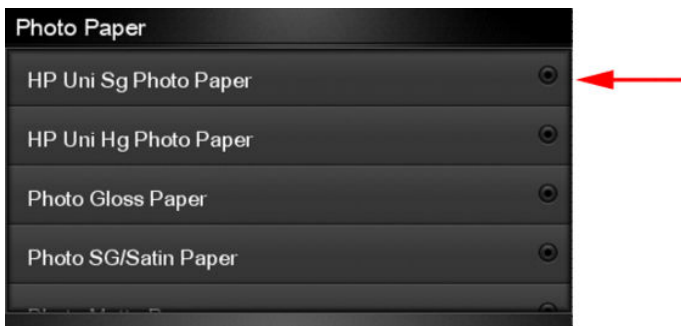 Photo Paper
HP Uni Sg Photo Paper
HP Uni Hg Photo Paper
Photo Gloss Paper
Photo SG/Satin Paper